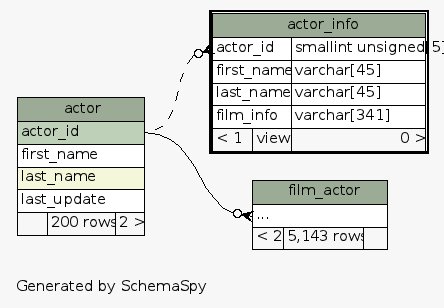 actor_info
actor_id smallint unsigned[5]
first_name varchar[45]
last_name varchar[45]
film_info varchar[341]
< 1 view 0 >
actor
actor_id
first_name
last_name
last_update
200 rows 2 >
film_actor
...
< 2 5,143 rows
Generated by SchemaSpy